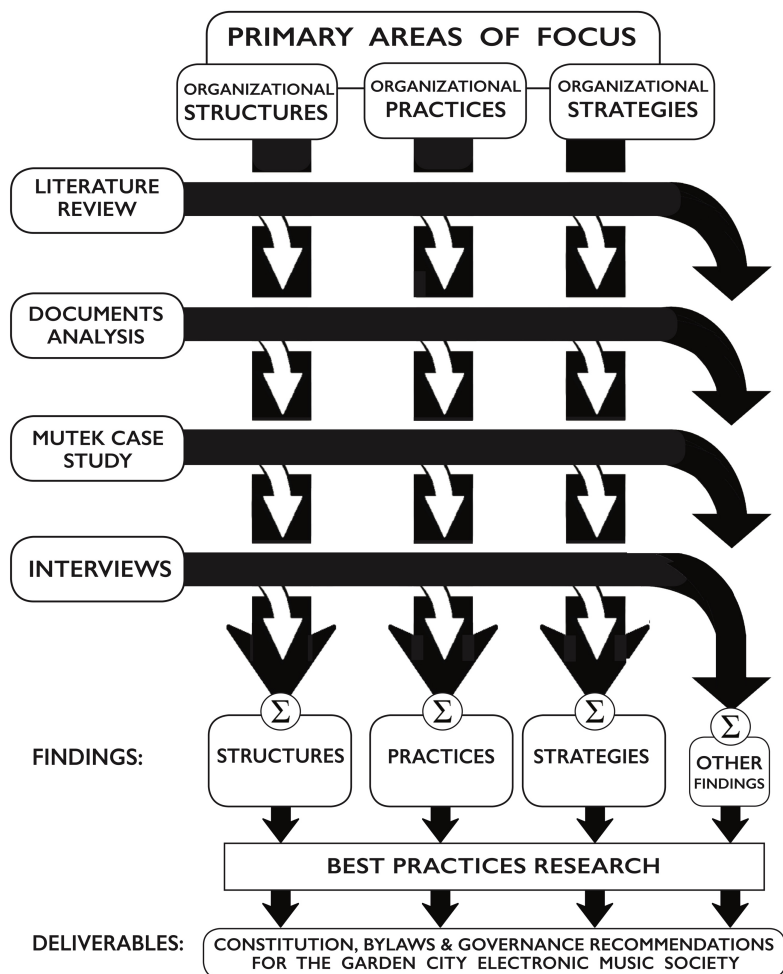 PRIMARY AREAS OF FOCUS
ORGANIZATIONAL
STRUCTURES
ORGANIZATIONAL
PRACTICES
ORGANIZATIONAL
STRATEGIES
LITERATURE
REVIEW
DOCUMENTS
ANALYSIS
MUTEK CASE
STUDY
INTERVIEWS
Σ
Σ
Σ
Σ
FINDINGS:
STRUCTURES
PRACTICES
STRATEGIES
OTHER
FINDINGS
BEST PRACTICES RESEARCH
DELIVERABLES:
CONSTITUTION, BYLAWS & GOVERNANCE RECOMMENDATIONS
FOR THE GARDEN CITY ELECTRONIC MUSIC SOCIETY